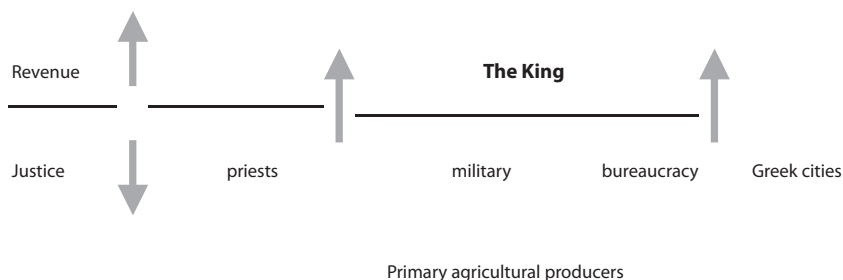 Revenue
The King
Justice priests military bureaucracy Greek cities
Primary agricultural producers